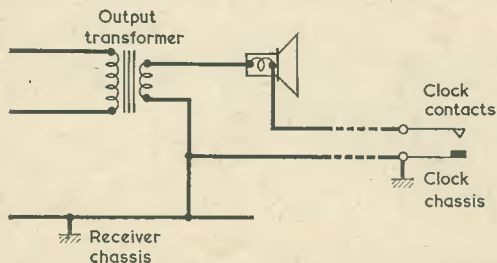 Output
transformer
Clock
contacts
Clock
chassis
Receiver
chassis